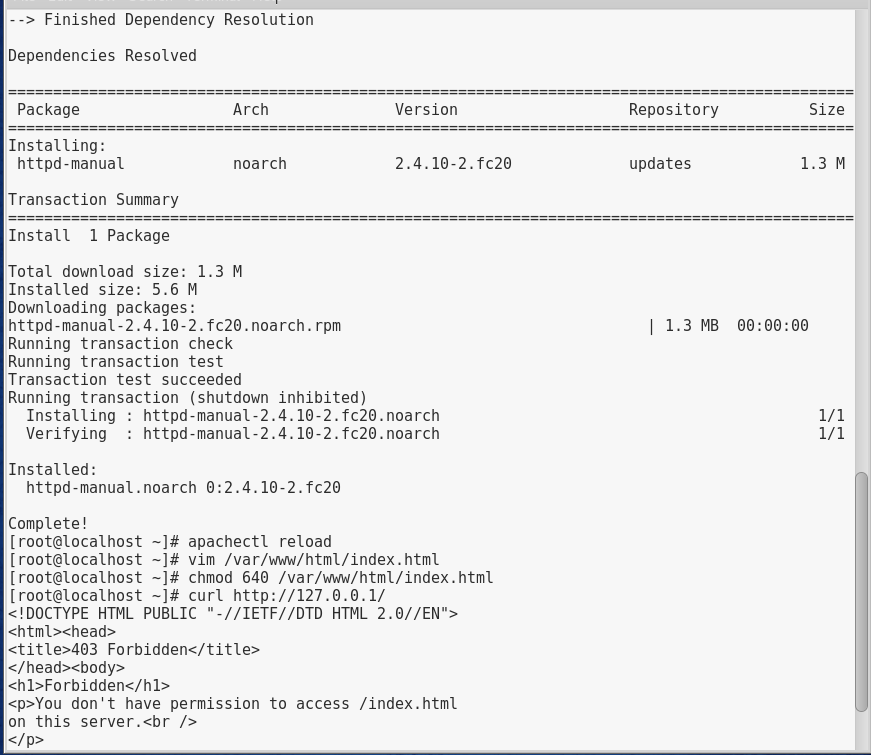 --> Finished Dependency Resolution
Dependencies Resolved
================================================================================
Package Arch Version Repository Size
================================================================================
Installing:
httpd-manual noarch 2.4.10-2.fc20 updates 1.3 M
Transaction Summary
================================================================================
Install 1 Package
Total download size: 1.3 M
Installed size: 5.6 M
Downloading packages:
httpd-manual-2.4.10-2.fc20.noarch.rpm | 1.3 MB 00:00:00
Running transaction check
Running transaction test
Transaction test succeeded
Running transaction (shutdown inhibited)
Installing : httpd-manual-2.4.10-2.fc20.noarch 1/1
Verifying : httpd-manual-2.4.10-2.fc20.noarch 1/1
Installed:
httpd-manual.noarch 0:2.4.10-2.fc20
Complete!
[root@localhost ~]# apachectl reload
[root@localhost ~]# vim /var/www/html/index.html
[root@localhost ~]# chmod 640 /var/www/html/index.html
[root@localhost ~]# curl http://127.0.0.1/
<!DOCTYPE HTML PUBLIC "-//IETF//DTD HTML 2.0//EN">
<html><head>
<title>403 Forbidden</title>
</head><body>
<h1>Forbidden</h1>
<p>You don't have permission to access /index.html
on this server.<br />
</p>